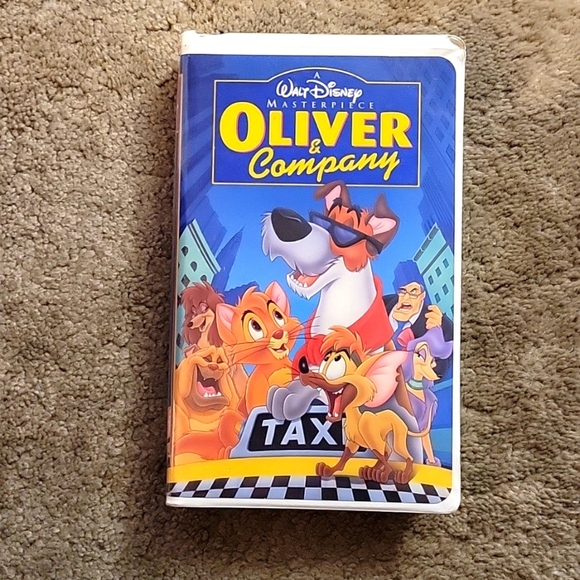 A
WALT DISNEY
MASTERPIECE
OLIVER
&
Company
TAXI